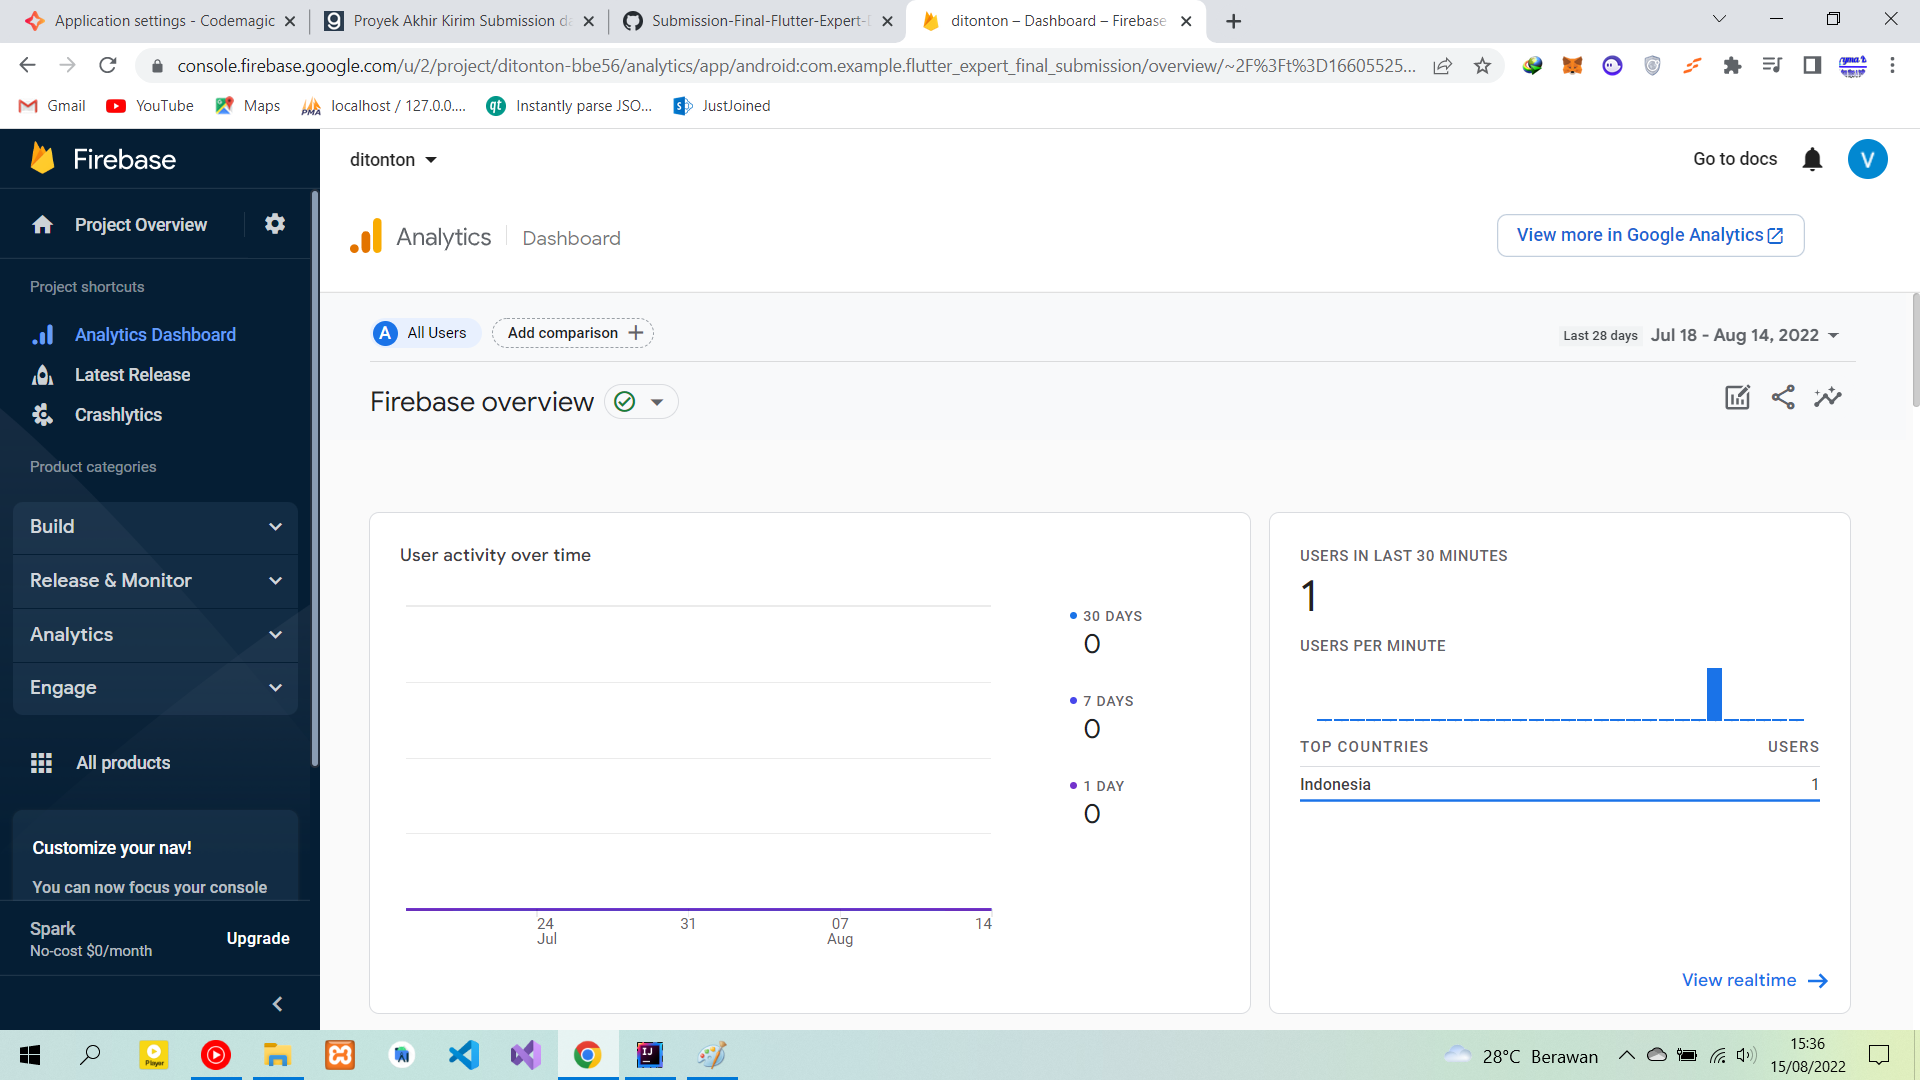 Application settings - Codemagic
Proyek Akhir Kirim Submission da
Submission-Final-Flutter-Expert-D
ditonton – Dashboard – Firebase
console.firebase.google.com/u/2/project/ditonton-bbe56/analytics/app/android:com.example.flutter_expert_final_submission/overview/~2F%3Ft%3D16605525...
Gmail
YouTube
Maps
localhost / 127.0.0....
Instantly parse JSO...
JustJoined
Firebase
Project Overview
Project shortcuts
Analytics Dashboard
Latest Release
Crashlytics
Product categories
Build
Release & Monitor
Analytics
Engage
All products
Customize your nav!
You can now focus your console
Spark
No-cost $0/month
Upgrade
ditonton
Go to docs
V
Analytics
Dashboard
View more in Google Analytics
A
All Users
Add comparison
Last 28 days
Jul 18 - Aug 14, 2022
Firebase overview
User activity over time
30 DAYS
0
7 DAYS
0
1 DAY
0
24
Jul
31
07
Aug
14
USERS IN LAST 30 MINUTES
1
USERS PER MINUTE
TOP COUNTRIES
USERS
Indonesia
1
View realtime
28°C Berawan
15:36
15/08/2022